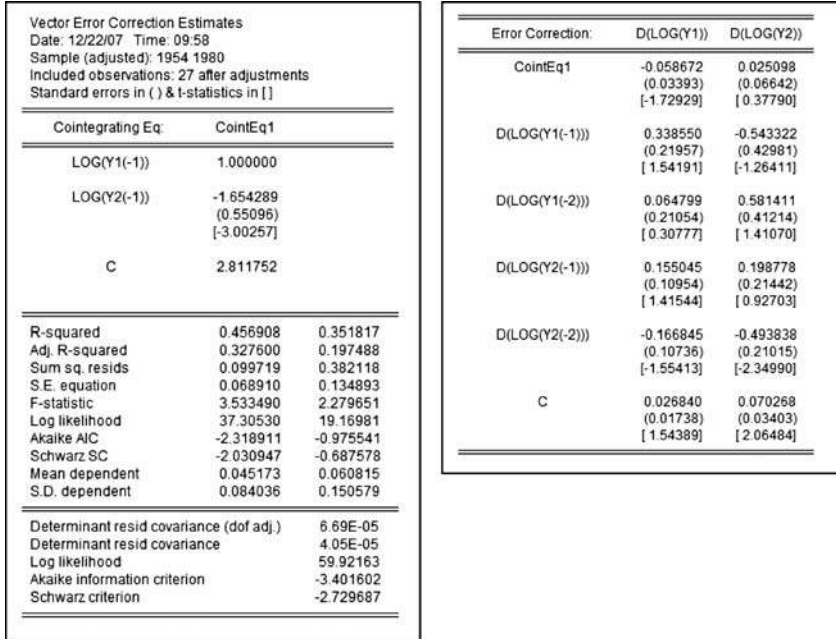 Vector Error Correction Estimates
Date: 12/22/07 Time: 09:58
Sample (adjusted): 1954 1980
Included observations: 27 after adjustments
Standard errors in ( ) & t-statistics in [ ]
Cointegrating Eq: CointEq1
LOG(Y1(-1)) 1.000000
LOG(Y2(-1)) -1.654289
(0.55096)
[-3.00257]
C 2.811752
R-squared 0.456908 0.351817
Adj. R-squared 0.327600 0.197488
Sum sq. resids 0.099719 0.382118
S.E. equation 0.068910 0.134893
F-statistic 3.533490 2.279651
Log likelihood 37.30530 19.16981
Akaike AIC -2.318911 -0.975541
Schwarz SC -2.030947 -0.687578
Mean dependent 0.045173 0.060815
S.D. dependent 0.084036 0.150579
Determinant resid covariance (dof adj.) 6.69E-05
Determinant resid covariance 4.05E-05
Log likelihood 59.92163
Akaike information criterion -3.401602
Schwarz criterion -2.729687
Error Correction: D(LOG(Y1)) D(LOG(Y2))
CointEq1 -0.058672 0.025098
(0.03393) (0.06642)
[-1.72929] [ 0.37790]
D(LOG(Y1(-1))) 0.338550 -0.543322
(0.21957) (0.42981)
[ 1.54191] [-1.26411]
D(LOG(Y1(-2))) 0.064799 0.581411
(0.21054) (0.41214)
[ 0.30777] [ 1.41070]
D(LOG(Y2(-1))) 0.155045 0.198778
(0.10954) (0.21442)
[ 1.41544] [ 0.92703]
D(LOG(Y2(-2))) -0.166845 -0.493838
(0.10736) (0.21015)
[-1.55413] [-2.34990]
C 0.026840 0.070268
(0.01738) (0.03403)
[ 1.54389] [ 2.06484]